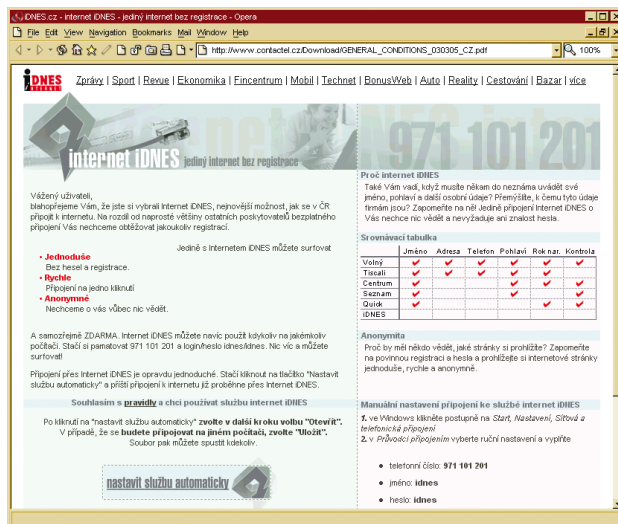 iDNES.cz - internet iDNES - jediný internet bez registrace - Opera
File Edit View Navigation Bookmarks Mail Window Help
http://www.contactel.cz/Download/GENERAL_CONDITIONS_030305_CZ.pdf 100%
iDNES INTERNET Zprávy | Sport | Revue | Ekonomika | Fincentrum | Mobil | Technet | BonusWeb | Auto | Reality | Cestování | Bazar | více
internet iDNES jediný internet bez registrace
971 101 201
Vážený uživateli,
blahopřejeme Vám, že jste si vybrali Internet iDNES, nejnovější možnost, jak se v ČR
připojit k internetu. Na rozdíl od naprosté většiny ostatních poskytovatelů bezplatného
připojení Vás nechceme obtěžovat jakoukoliv registrací.
Jedině s Internetem iDNES můžete surfovat
• Jednoduše
Bez hesel a registrace.
• Rychle
Připojení na jedno kliknutí
• Anonymně
Nechceme o vás vůbec nic vědět.
A samozřejmě ZDARMA. Internet iDNES můžete navíc použít kdykoliv na jakémkoliv
počítači. Stačí si pamatovat 971 101 201 a login/heslo idnes/idnes. Nic víc a můžete
surfovat!
Připojení přes Internet iDNES je opravdu jednoduché. Stačí kliknout na tlačítko "Nastavit
službu automaticky" a příští připojení k internetu již proběhne přes Internet iDNES.
Souhlasím s pravidly a chci používat službu internet iDNES
Po kliknutí na "nastavit službu automaticky" zvolte v další kroku volbu "Otevřít".
V případě, že se budete připojovat na jiném počítači, zvolte "Uložit".
Soubor pak můžete spustit kdekoliv.
nastavit službu automaticky
Proč internet iDNES
Také Vám vadí, když musíte někam do neznáma uvádět své
jméno, pohlaví a další osobní údaje? Přemýšlíte, k čemu tyto údaje
firmám jsou? Zapomeňte na ně! Jedině připojení Internet iDNES o
Vás nechce nic vědět a nevyžaduje ani znalost hesla.
Srovnávací tabulka
Jméno Adresa Telefon Pohlaví Rok nar. Kontrola
Volný
Tiscali
Centrum
Seznam
Quick
iDNES
Anonymita
Proč by měl někdo vědět, jaké stránky si prohlížíte? Zapomeňte
na povinnou registraci a hesla a prohlížejte si internetové stránky
jednoduše, rychle a anonymně.
Manuální nastavení připojení ke službě internet iDNES
1. ve Windows klikněte postupně na Start, Nastavení, Síťová a
telefonická připojení
2. v Průvodci připojením vyberte ruční nastavení a vyplňte
• telefonní číslo: 971 101 201
• jméno: idnes
• heslo: idnes